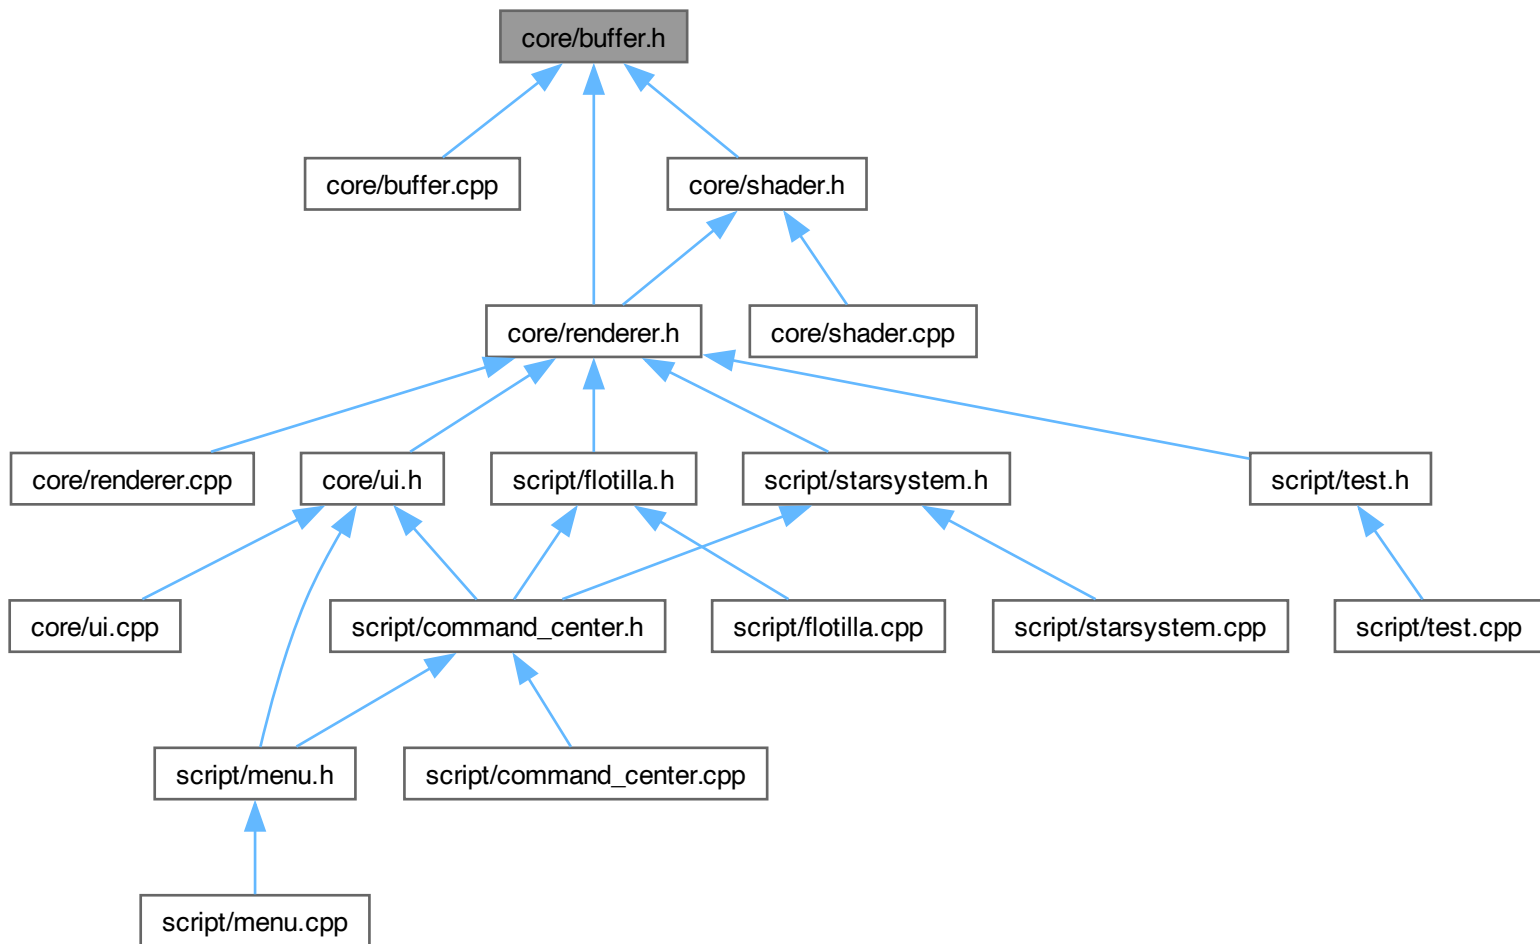 core/buffer.h
core/buffer.cpp
core/shader.h
core/renderer.h
core/shader.cpp
core/renderer.cpp
core/ui.h
script/flotilla.h
script/starsystem.h
script/test.h
core/ui.cpp
script/command_center.h
script/flotilla.cpp
script/starsystem.cpp
script/test.cpp
script/menu.h
script/command_center.cpp
script/menu.cpp